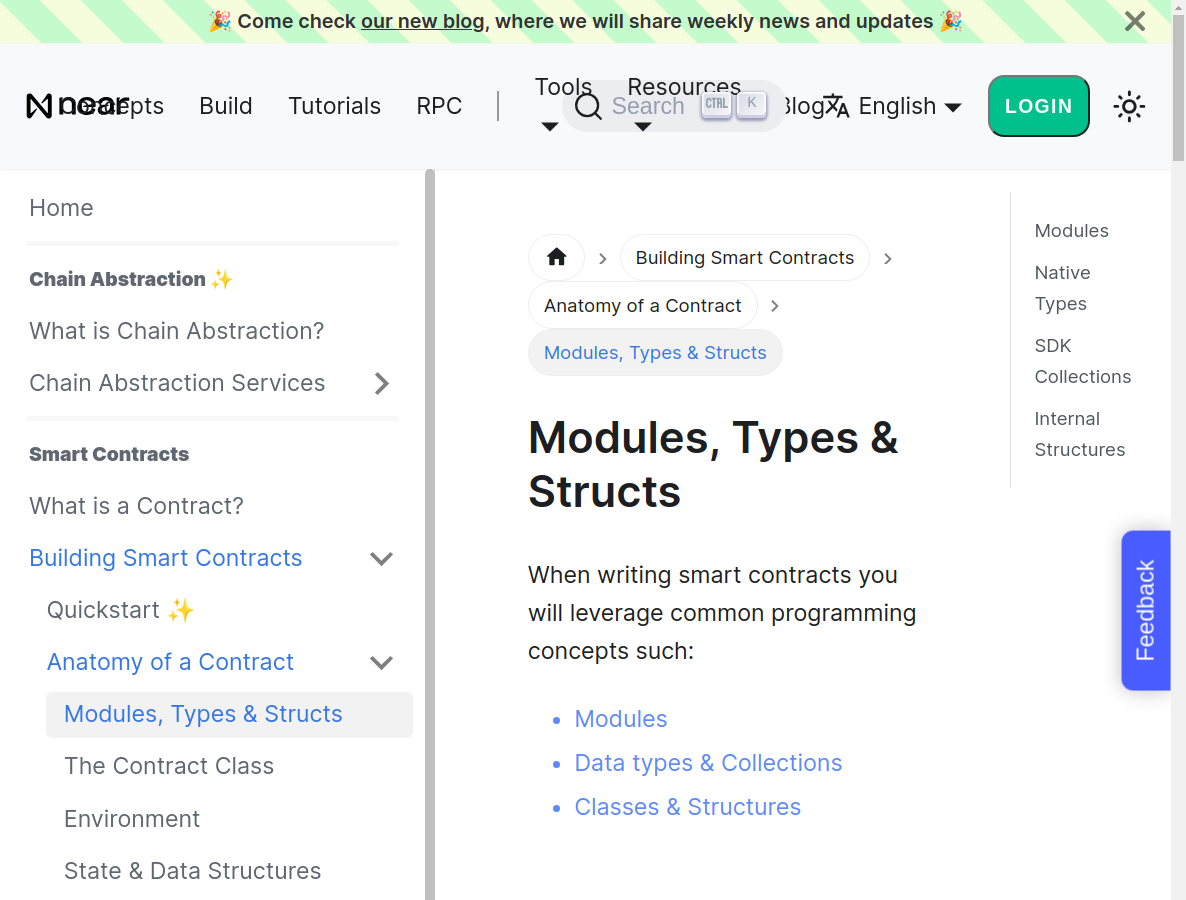 🎉 Come check our new blog, where we will share weekly news and updates 🎉
near
Concepts
Build
Tutorials
RPC
Tools
Resources
Search
CTRL
K
Blog
English
LOGIN
Home
Chain Abstraction ✨
What is Chain Abstraction?
Chain Abstraction Services
Smart Contracts
What is a Contract?
Building Smart Contracts
Quickstart ✨
Anatomy of a Contract
Modules, Types & Structs
The Contract Class
Environment
State & Data Structures
Building Smart Contracts
Anatomy of a Contract
Modules, Types & Structs
Modules, Types &
Structs
When writing smart contracts you
will leverage common programming
concepts such:
Modules
Data types & Collections
Classes & Structures
Modules
Native
Types
SDK
Collections
Internal
Structures
Feedback